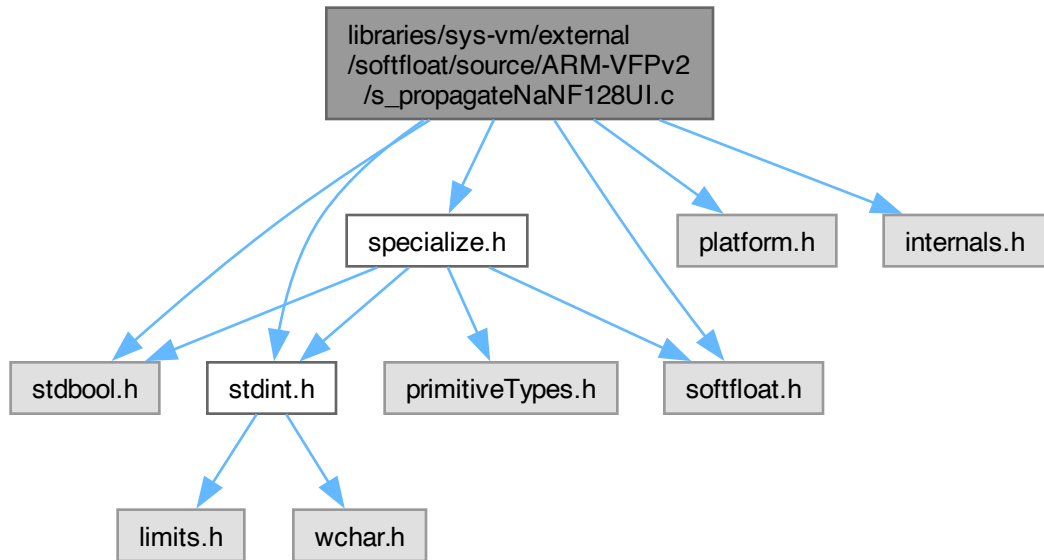 libraries/sys-vm/external
/softfloat/source/ARM-VFPv2
/s_propagateNaNF128UI.c
specialize.h
platform.h
internals.h
stdbool.h
stdint.h
primitiveTypes.h
softfloat.h
limits.h
wchar.h